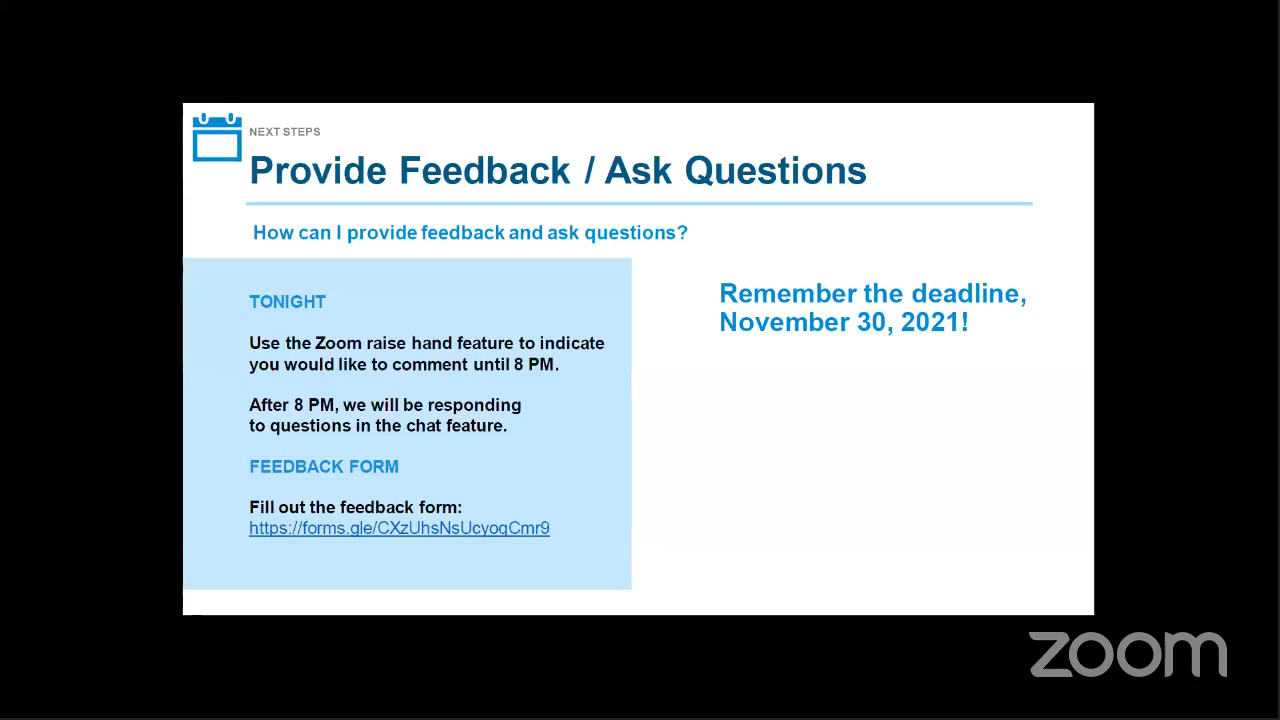 NEXT STEPS
Provide Feedback / Ask Questions
How can I provide feedback and ask questions?
TONIGHT
Use the Zoom raise hand feature to indicate
you would like to comment until 8 PM.
After 8 PM, we will be responding
to questions in the chat feature.
FEEDBACK FORM
Fill out the feedback form:
https://forms.gle/CXzUhsNsUcyoqCmr9
Remember the deadline,
November 30, 2021!
zoom